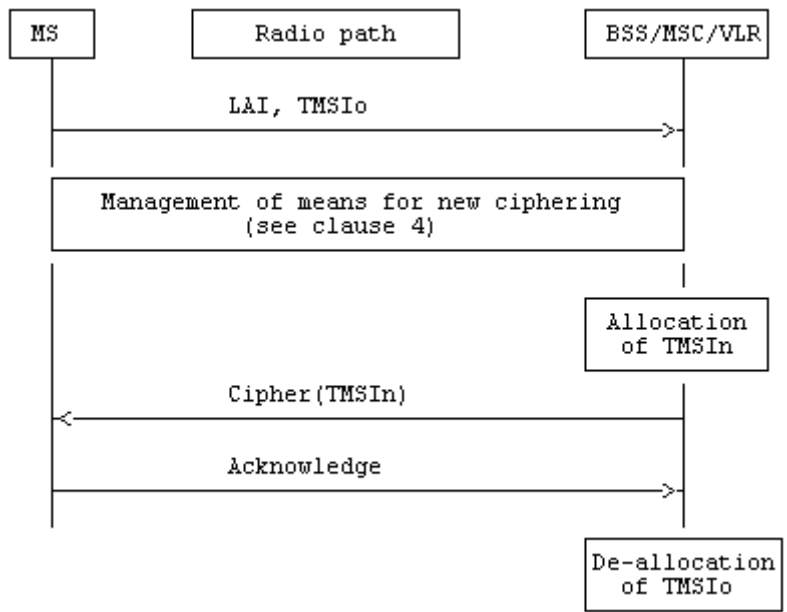 MS
Radio path
BSS/MSC/VLR
LAI, TMSIo
Management of means for new ciphering
(see clause 4)
Allocation
of TMSIn
Cipher(TMSIn)
Acknowledge
De-allocation
of TMSIo